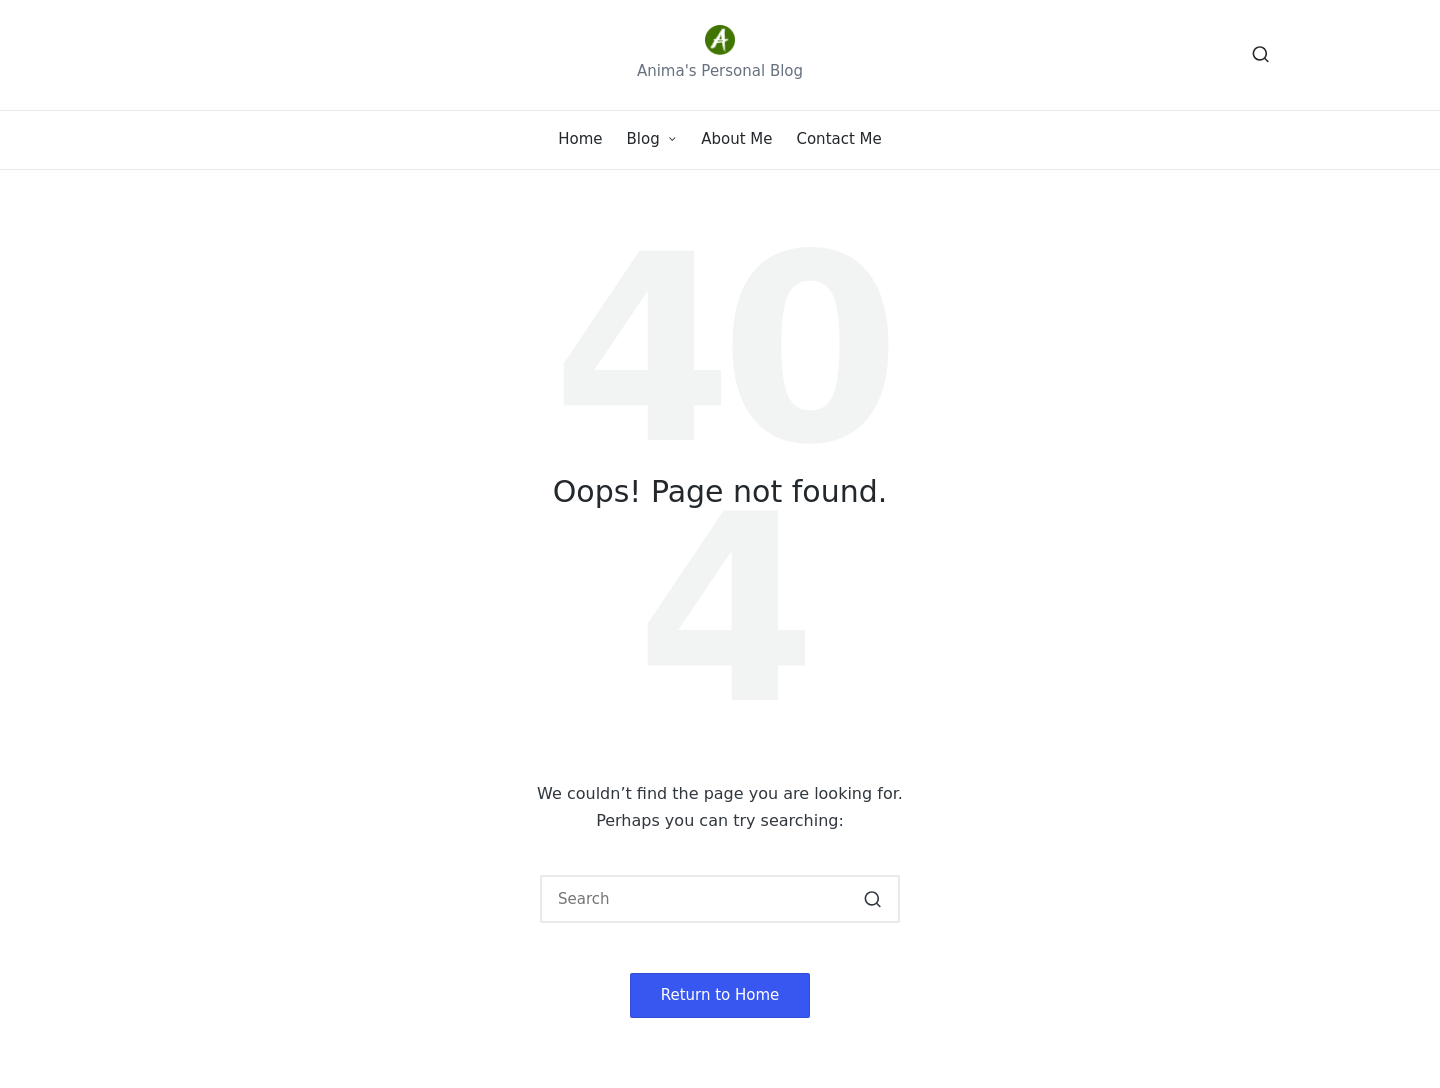 A
Anima's Personal Blog
Home
Blog
About Me
Contact Me
40
Oops! Page not found.
4
We couldn’t find the page you are looking for.
Perhaps you can try searching:
Search
Return to Home